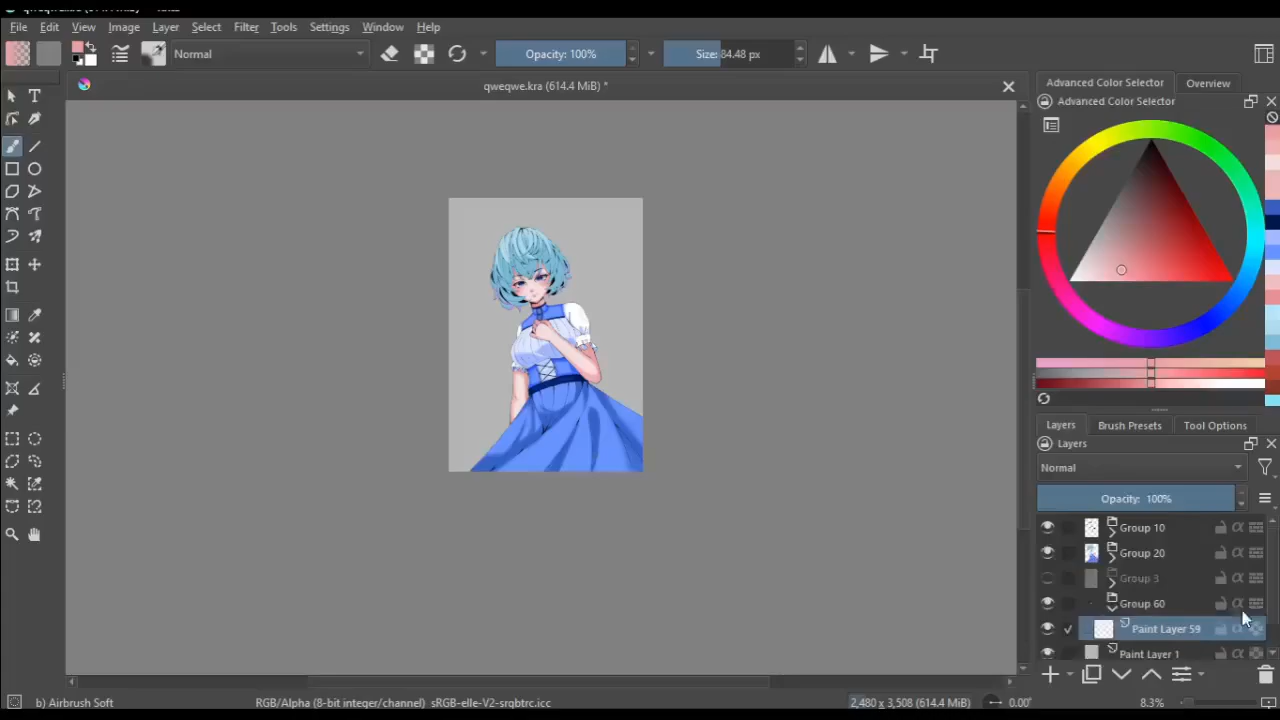 File Edit View Image Layer Select Filter Tools Settings Window Help
Normal Opacity: 100% Size: 84.48 px
qweqwe.kra (614.4 MiB) *
Advanced Color Selector Overview
Advanced Color Selector
Layers Brush Presets Tool Options
Layers
Normal
Opacity: 100%
Group 10
Group 20
Group 3
Group 60
Paint Layer 59
Paint Layer 1
b) Airbrush Soft RGB/Alpha (8-bit integer/channel) sRGB-elle-V2-srgbtrc.icc 2,480 x 3,508 (614.4 MiB) 0.00° 8.3%